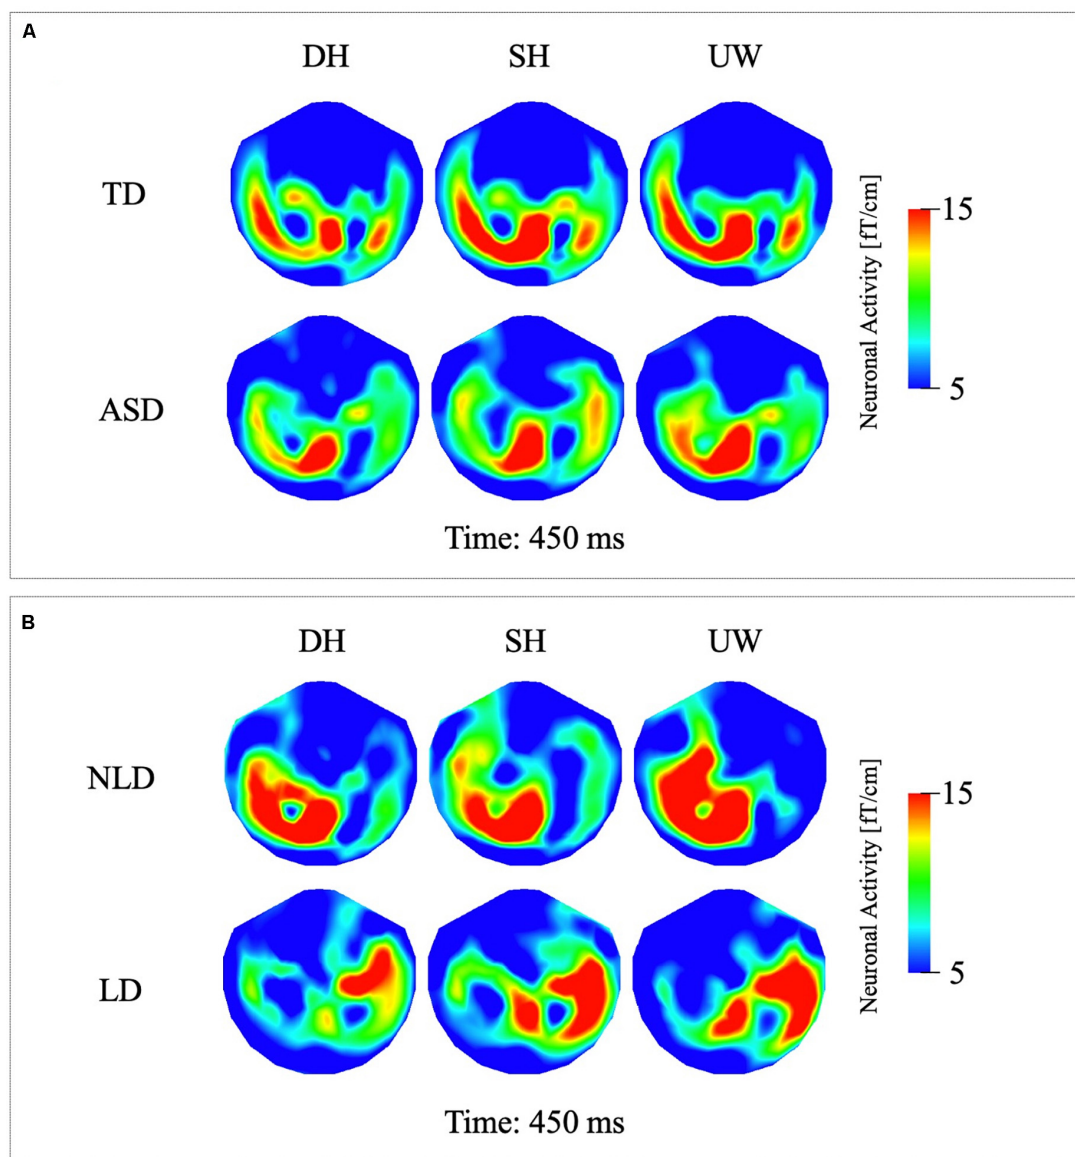 A
DH SH UW
TD
ASD
Time: 450 ms
Neuronal Activity [fT/cm]
15
5
B
DH SH UW
NLD
LD
Time: 450 ms
Neuronal Activity [fT/cm]
15
5